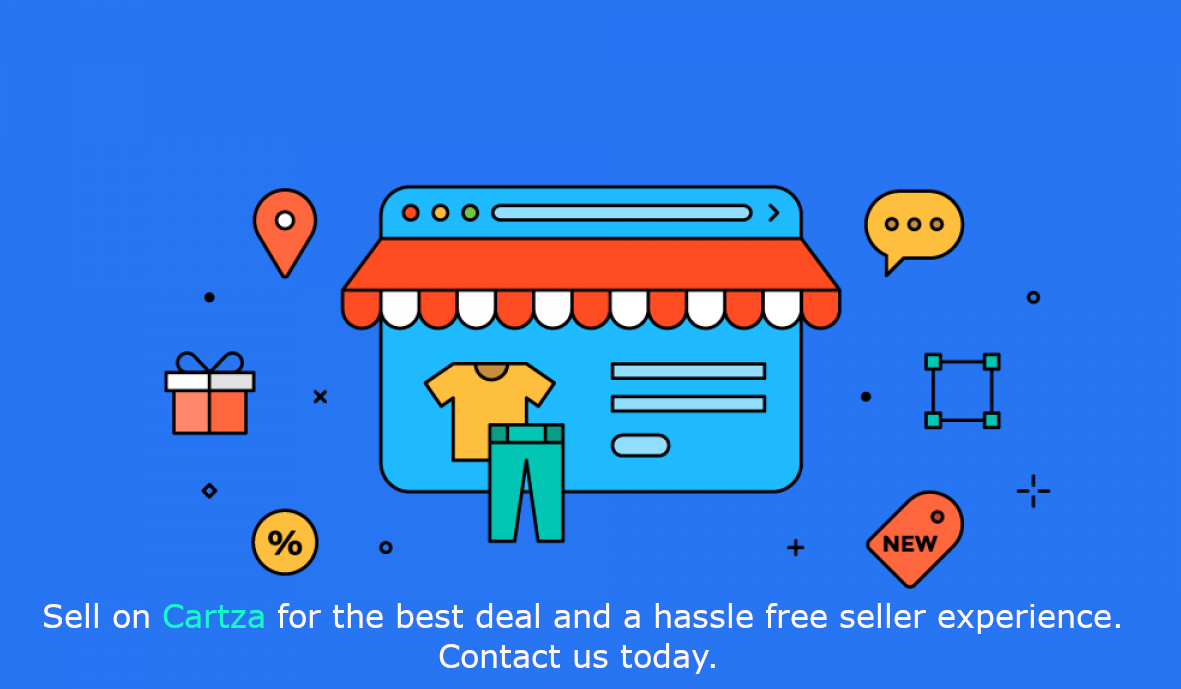 %
NEW
Sell on Cartza for the best deal and a hassle free seller experience.
Contact us today.